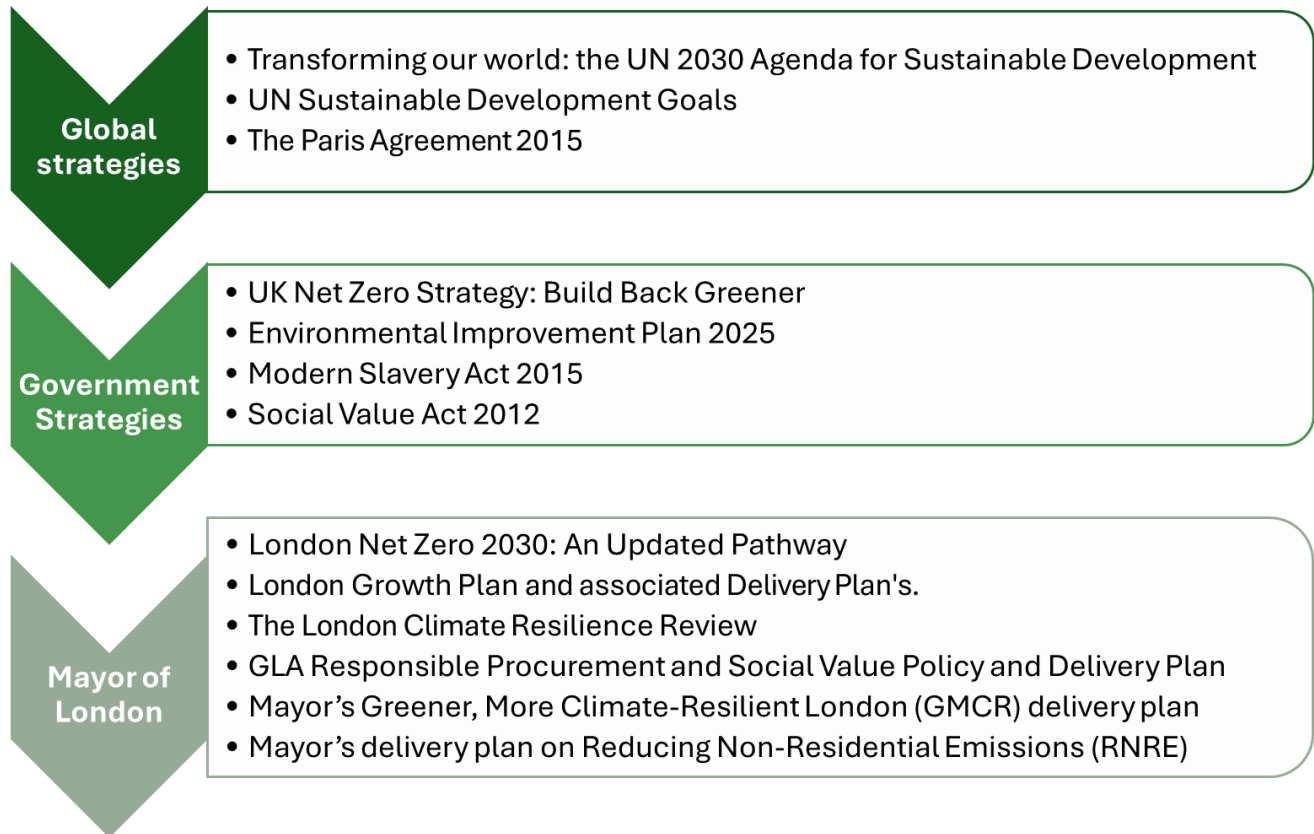 Global
strategies
• Transforming our world: the UN 2030 Agenda for Sustainable Development
• UN Sustainable Development Goals
• The Paris Agreement 2015
Government
Strategies
• UK Net Zero Strategy: Build Back Greener
• Environmental Improvement Plan 2025
• Modern Slavery Act 2015
• Social Value Act 2012
Mayor of
London
• London Net Zero 2030: An Updated Pathway
• London Growth Plan and associated Delivery Plan's.
• The London Climate Resilience Review
• GLA Responsible Procurement and Social Value Policy and Delivery Plan
• Mayor’s Greener, More Climate-Resilient London (GMCR) delivery plan
• Mayor’s delivery plan on Reducing Non-Residential Emissions (RNRE)